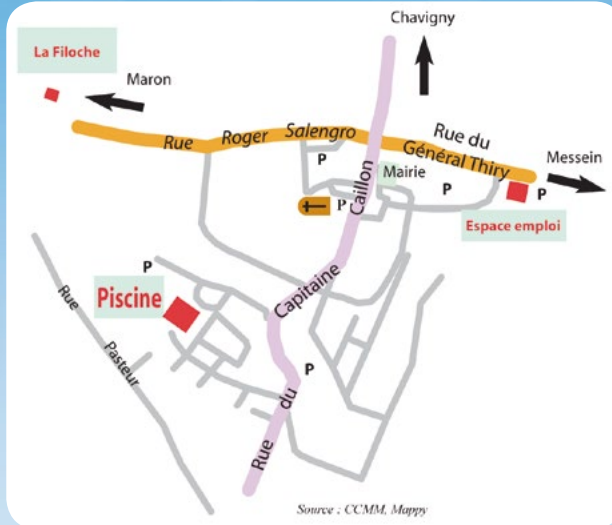 Chavigny
La Filoche
Maron
Rue Roger Salengro
Rue du
Général Thiry
Messein
P
Mairie
P
P
P
Espace emploi
P
Piscine
Rue Pasteur
P
Rue du Capitaine Caillon
Source : CCMM, Mappy